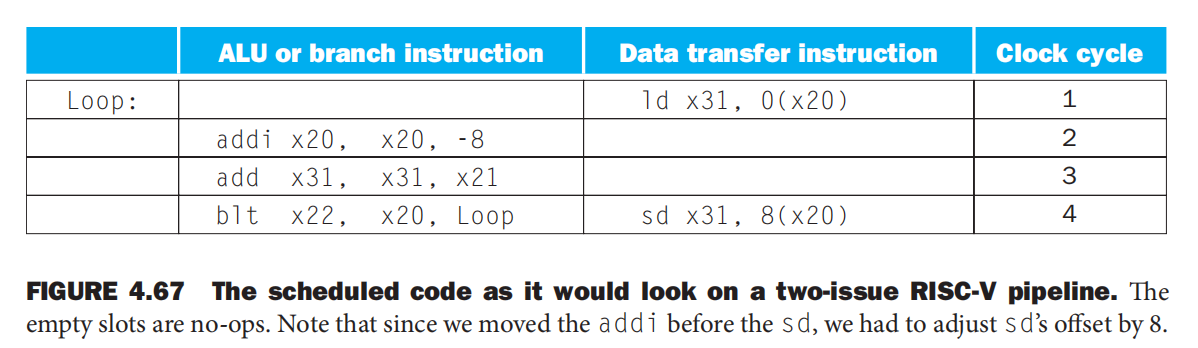 ALU or branch instruction Data transfer instruction Clock cycle
Loop: ld x31, 0(x20) 1
addi x20, x20, -8 2
add x31, x31, x21 3
blt x22, x20, Loop sd x31, 8(x20) 4
FIGURE 4.67 The scheduled code as it would look on a two-issue RISC-V pipeline. The
empty slots are no-ops. Note that since we moved the addi before the sd, we had to adjust sd’s offset by 8.